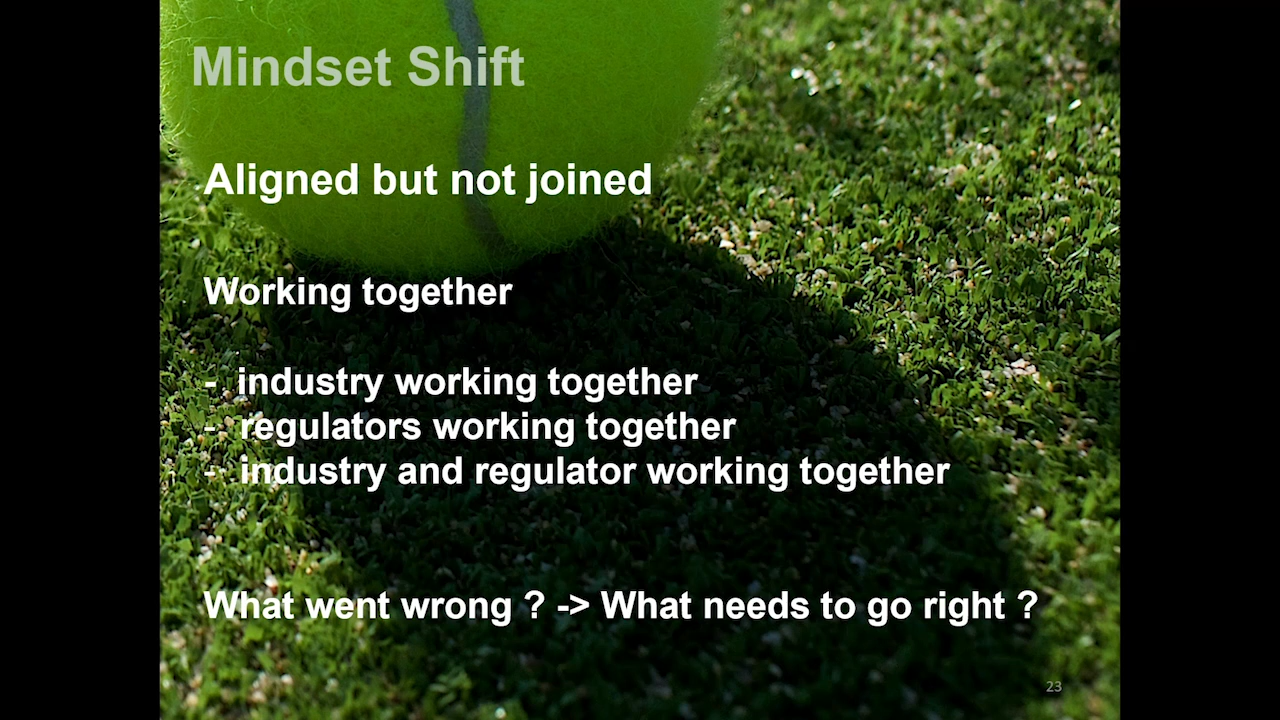 Mindset Shift
Aligned but not joined
Working together
- industry working together
- regulators working together
- industry and regulator working together
What went wrong ? -> What needs to go right ?
23